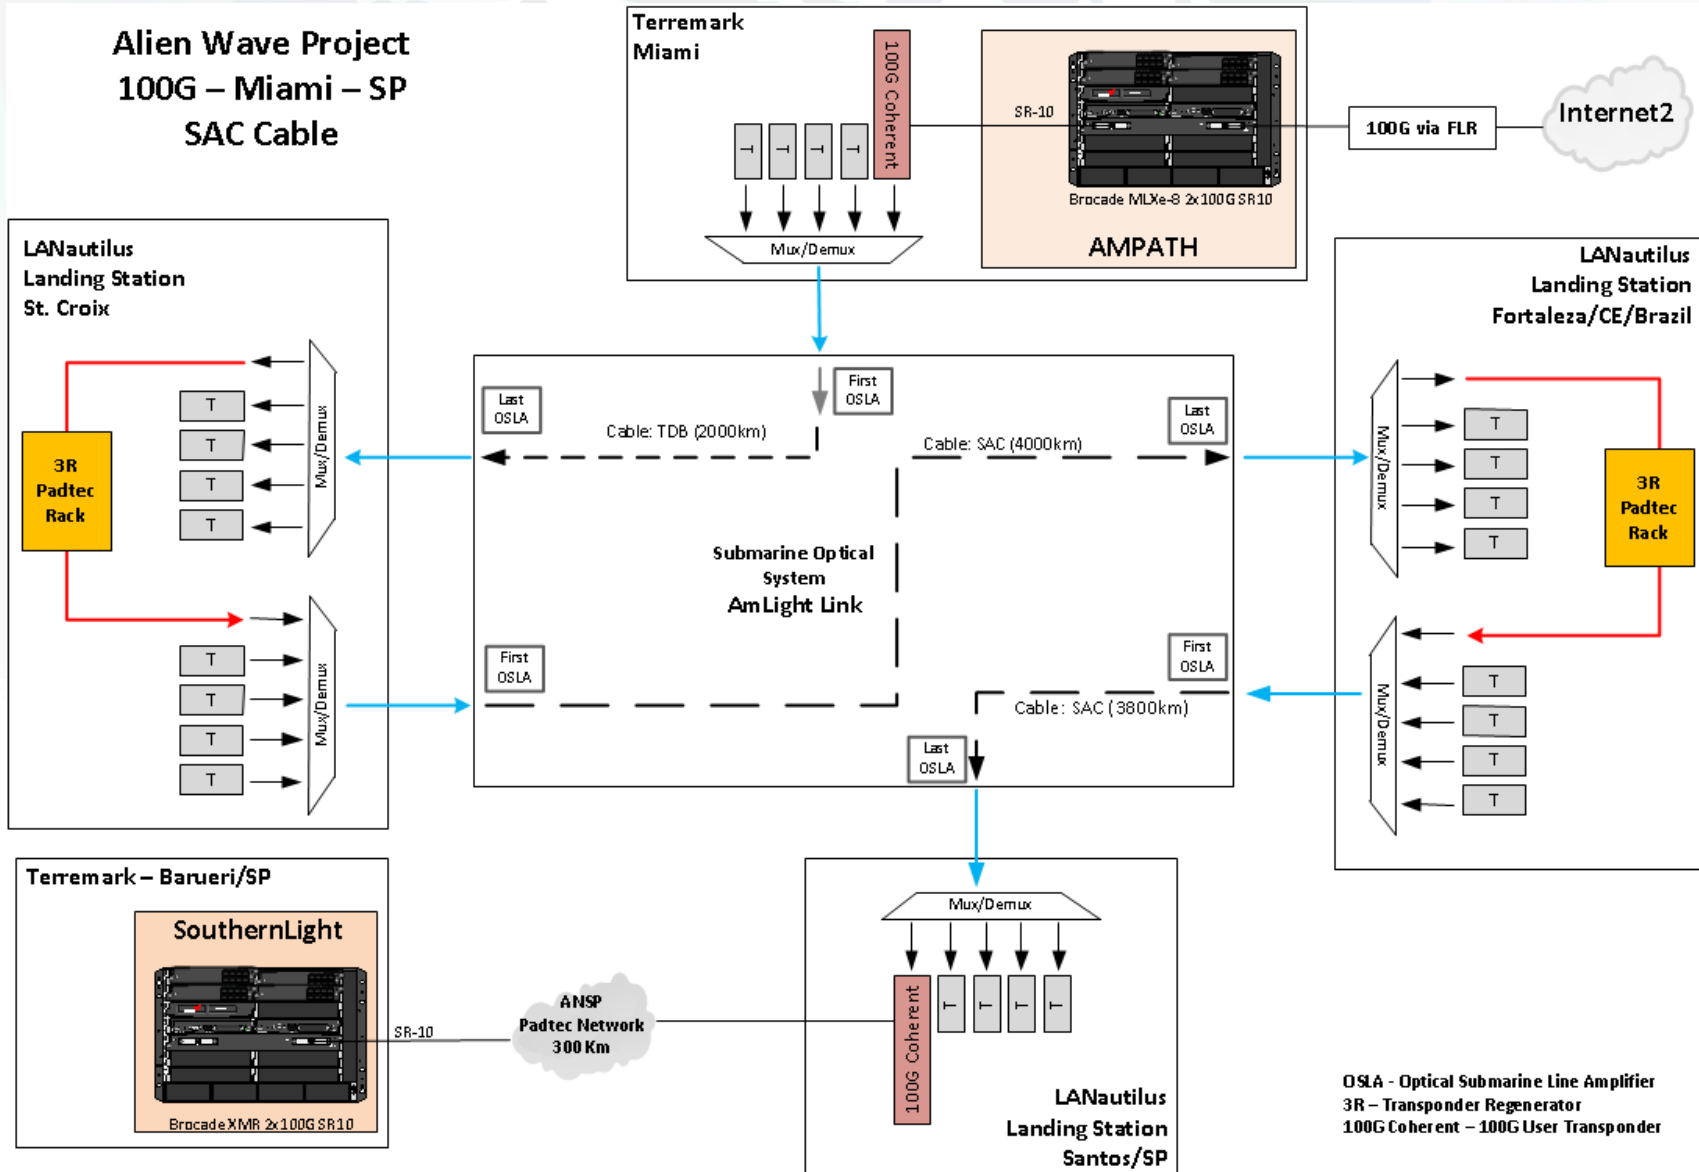 Alien Wave Project
100G – Miami – SP
SAC Cable
Terremark
Miami
100G Coherent
T
T
T
T
Mux/Demux
SR-10
Brocade MLXe-8 2x100G SR10
AMPATH
100G via FLR
Internet2
LANautilus
Landing Station
St. Croix
3R
Padtec
Rack
T
T
T
T
Mux/Demux
T
T
T
T
Mux/Demux
Last
OSLA
First
OSLA
Cable: TDB (2000km)
Cable: SAC (4000km)
Last
OSLA
Submarine Optical
System
AmLight Link
First
OSLA
First
OSLA
Cable: SAC (3800km)
Last
OSLA
LANautilus
Landing Station
Fortaleza/CE/Brazil
Mux/Demux
T
T
T
T
3R
Padtec
Rack
Mux/Demux
T
T
T
T
Terremark – Barueri/SP
SouthernLight
Brocade XMR 2x100G SR10
SR-10
ANSP
Padtec Network
300 Km
Mux/Demux
100G Coherent
T
T
T
T
LANautilus
Landing Station
Santos/SP
OSLA - Optical Submarine Line Amplifier
3R – Transponder Regenerator
100G Coherent – 100G User Transponder